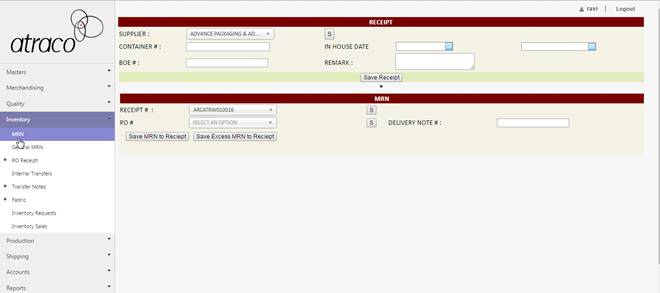 ravi | Logout
atraco
Masters
Merchandising
Quality
Inventory
MRN
General MRN
RO Receipt
Internal Transfers
Transfer Notes
Fabric
Inventory Requests
Inventory Sales
Production
Shipping
Accounts
Reports
RECEIPT
SUPPLIER : ADVANCE PACKAGING & AD... S
CONTAINER # : IN HOUSE DATE
BOE # : REMARK :
Save Receipt
MRN
RECEIPT # : ARCATRW010016 S
PO # SELECT AN OPTION S DELIVERY NOTE # :
Save MRN to Reciept Save Excess MRN to Reciept